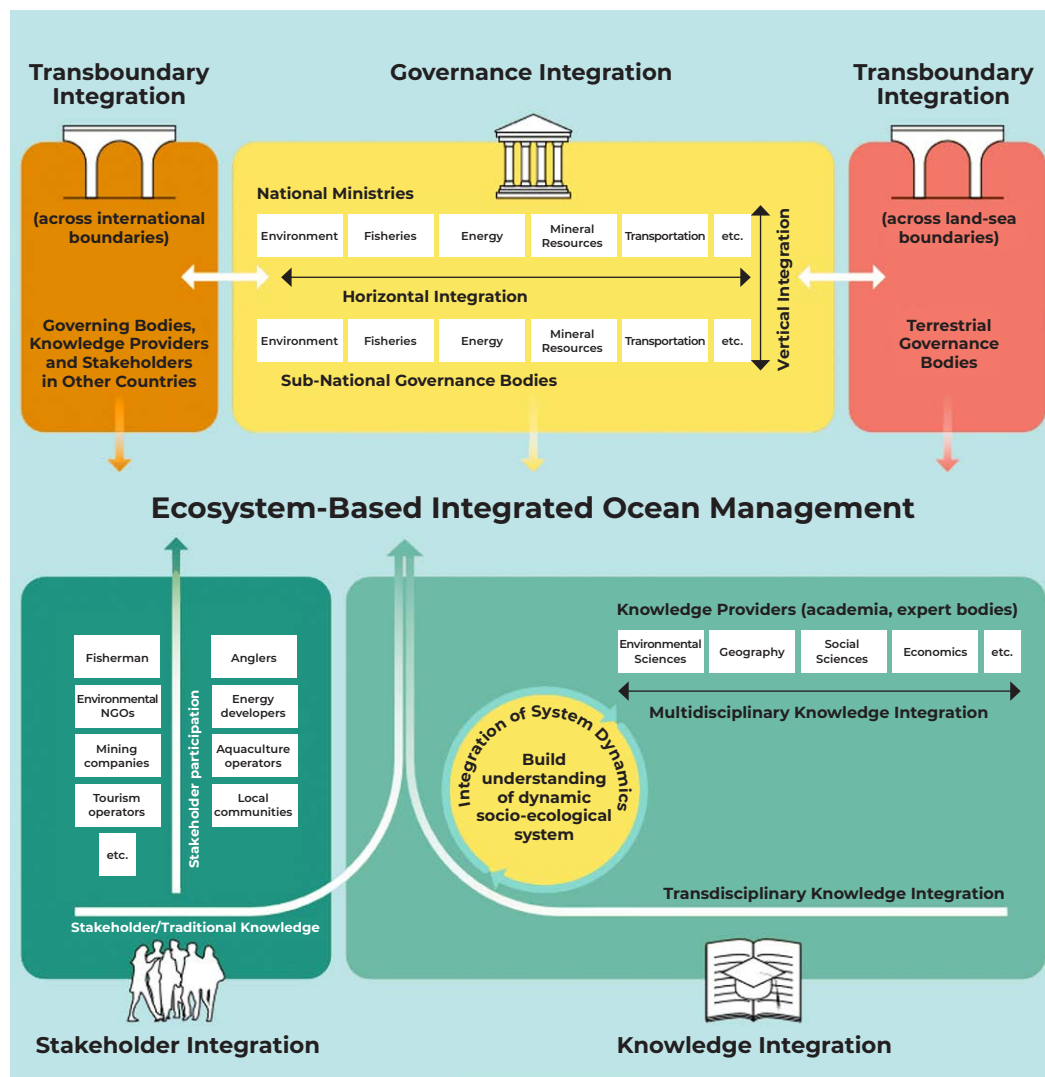 Transboundary
Integration
Governance Integration
Transboundary
Integration
(across international
boundaries)
Governing Bodies,
Knowledge Providers
and Stakeholders
in Other Countries
National Ministries
Environment
Fisheries
Energy
Mineral
Resources
Transportation
etc.
Horizontal Integration
Vertical Integration
Environment
Fisheries
Energy
Mineral
Resources
Transportation
etc.
Sub-National Governance Bodies
(across land-sea
boundaries)
Terrestrial
Governance
Bodies
Ecosystem-Based Integrated Ocean Management
Fisherman
Anglers
Environmental
NGOs
Energy
developers
Mining
companies
Aquaculture
operators
Tourism
operators
Local
communities
etc.
Stakeholder participation
Stakeholder/Traditional Knowledge
Stakeholder Integration
Knowledge Providers (academia, expert bodies)
Environmental
Sciences
Geography
Social
Sciences
Economics
etc.
Multidisciplinary Knowledge Integration
Integration of System Dynamics
Build
understanding
of dynamic
socio-ecological
system
Transdisciplinary Knowledge Integration
Knowledge Integration